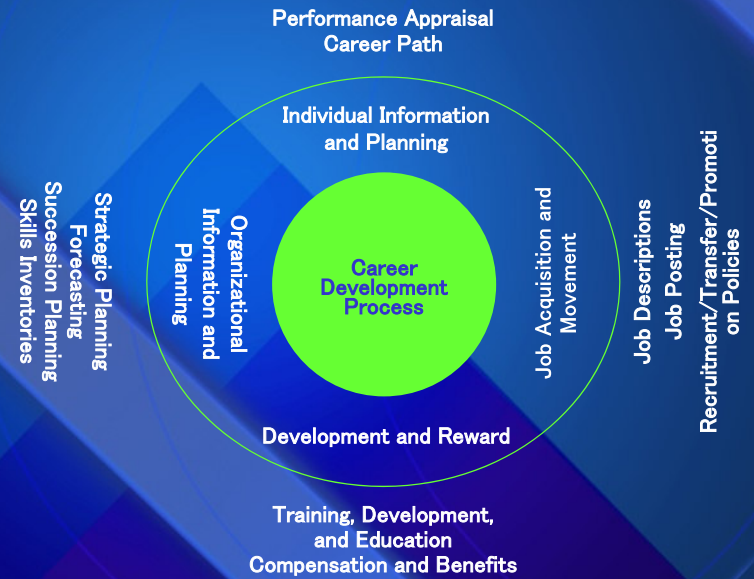 Performance Appraisal
Career Path
Individual Information
and Planning
Strategic Planning
Forecasting
Succession Planning
Skills Inventories
Organizational
Information and
Planning
Career
Development
Process
Job Acquisition and
Movement
Job Descriptions
Job Posting
Recruitment/Transfer/Promoti
on Policies
Development and Reward
Training, Development,
and Education
Compensation and Benefits